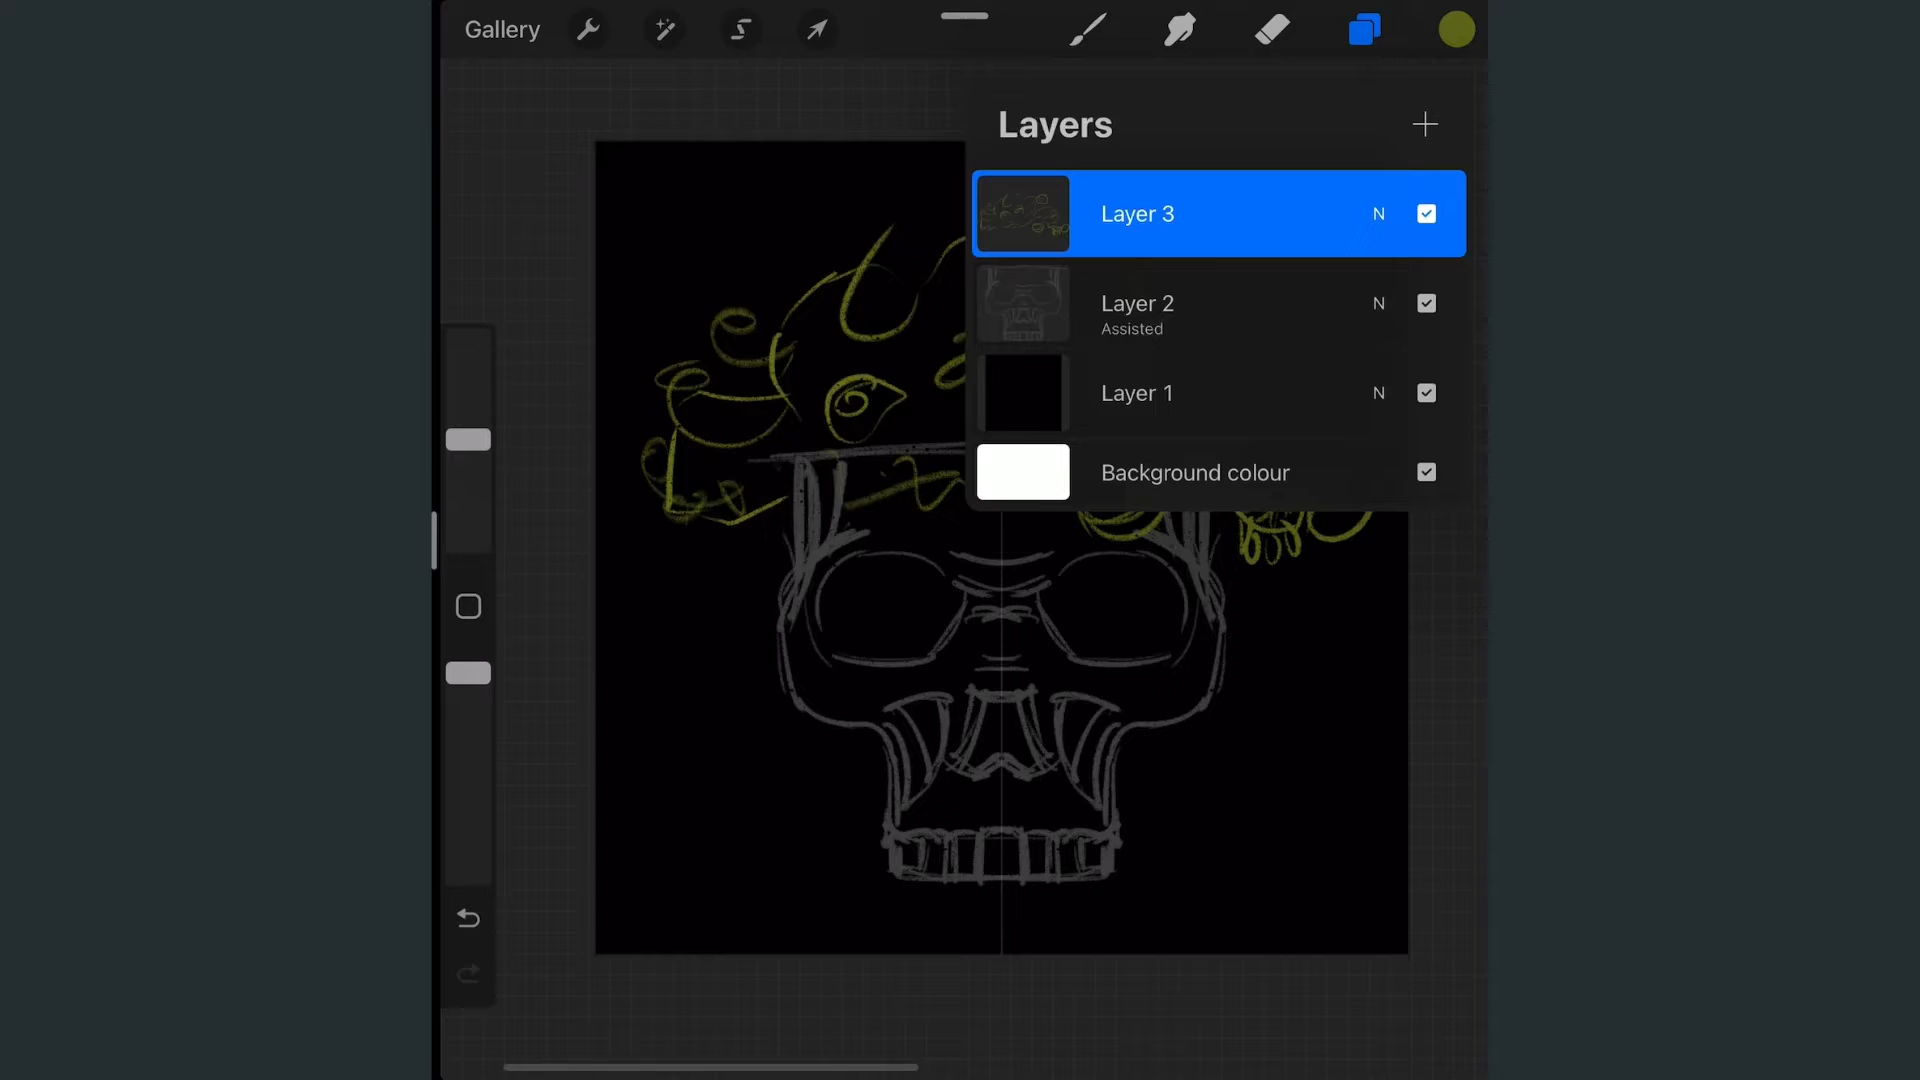 Gallery
Layers
Layer 3 N
Layer 2 N
Assisted
Layer 1 N
Background colour